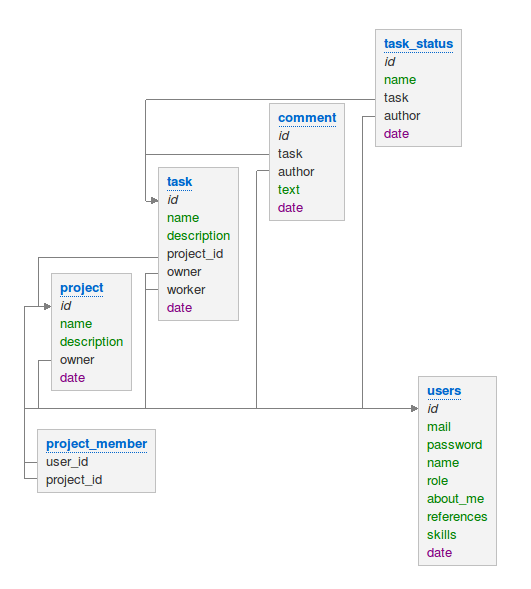 task_status
id
name
task
author
date
comment
id
task
author
text
date
task
id
name
description
project_id
owner
worker
date
project
id
name
description
owner
date
users
id
mail
password
name
role
about_me
references
skills
date
project_member
user_id
project_id